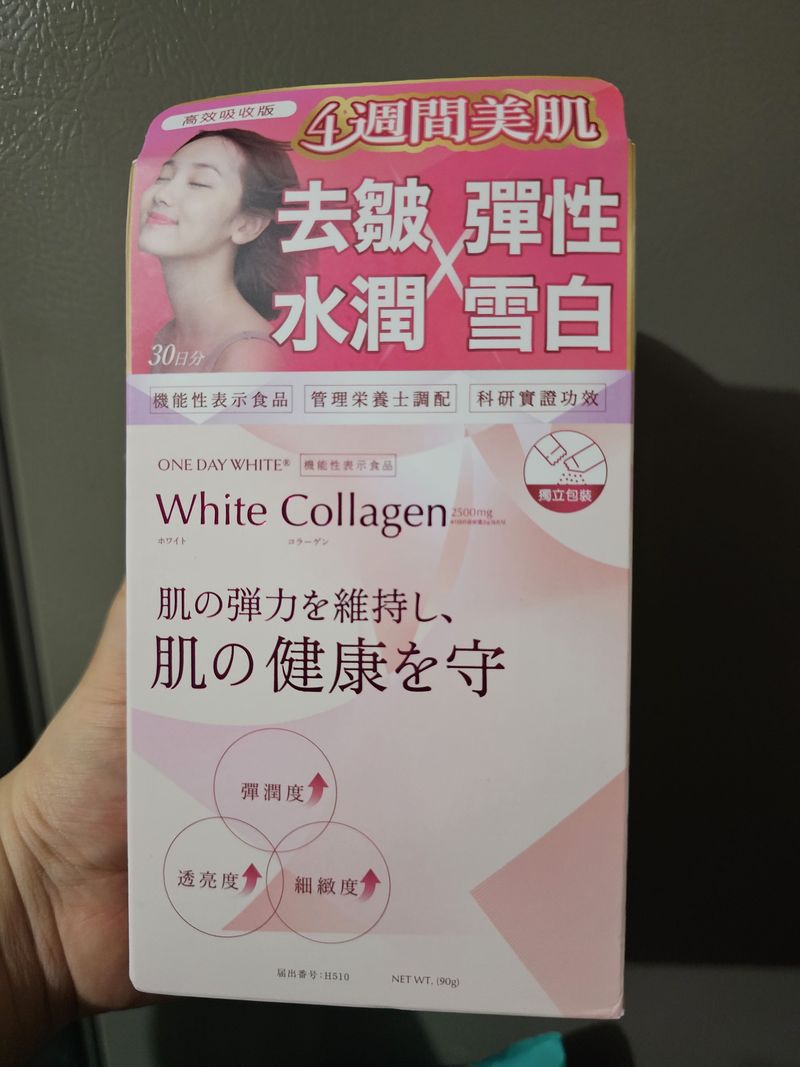 高效吸收版
4週間美肌
去皺 X 彈性
水潤 雪白
30日分
機能性表示食品 管理栄養士調配 科研實證功效
ONE DAY WHITE® 機能性表示食品
獨立包裝
White Collagen 2500mg
ホワイト コラーゲン
肌の弾力を維持し、
肌の健康を守
彈潤度
透亮度 細緻度
届出番号：H510 NET WT. (90g)